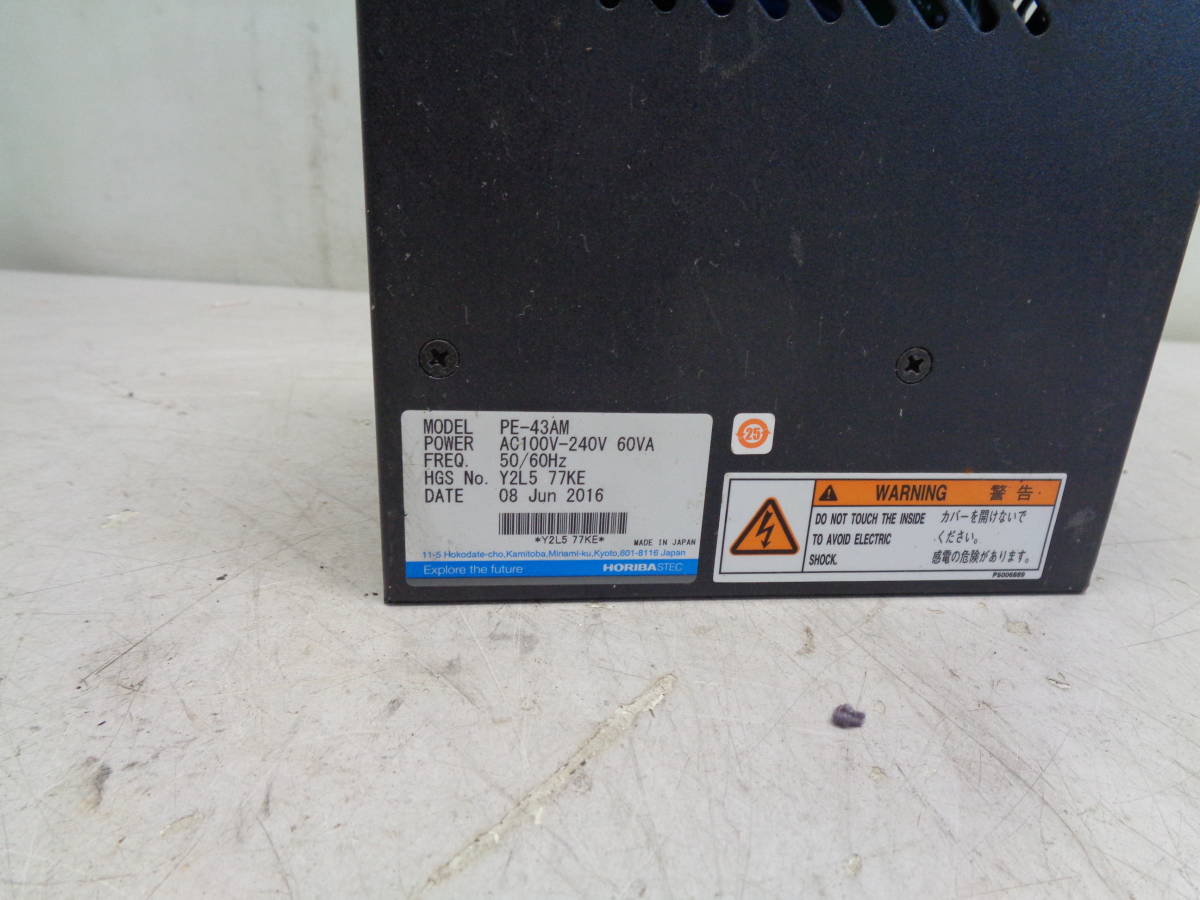 MODEL PE-43AM
POWER AC100V-240V 60VA
FREQ. 50/60Hz
HGS No. Y2L5 77KE
DATE 08 Jun 2016
*Y2L5 77KE* MADE IN JAPAN
11-5 Hokodate-cho,Kamitoba,Minami-ku,Kyoto,601-8116 Japan
Explore the future HORIBASTEC
25
WARNING 警告
DO NOT TOUCH THE INSIDE
TO AVOID ELECTRIC
SHOCK.
カバーを開けないで
ください。
感電の危険があります。
PS006889